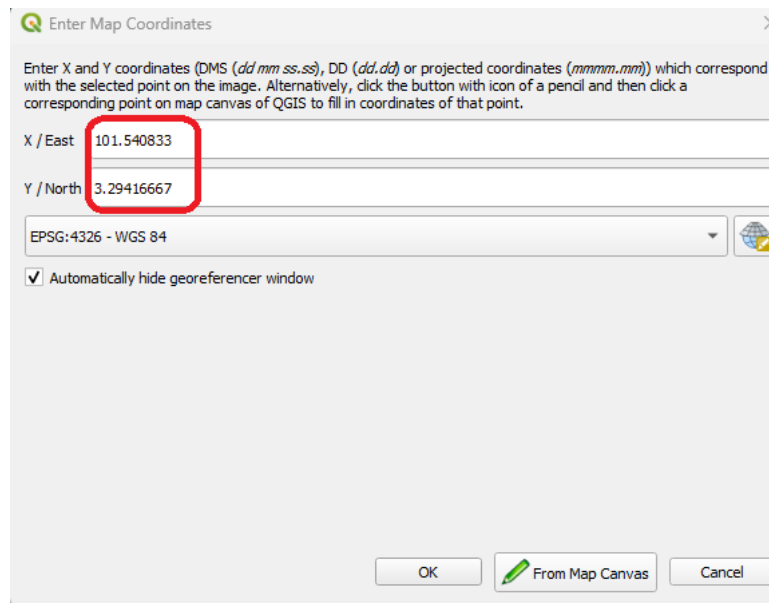 Enter Map Coordinates
Enter X and Y coordinates (DMS (dd mm ss.ss), DD (dd.dd) or projected coordinates (mmmm.mm)) which correspond
with the selected point on the image. Alternatively, click the button with icon of a pencil and then click a
corresponding point on map canvas of QGIS to fill in coordinates of that point.
X / East 101.540833
Y / North 3.29416667
EPSG:4326 - WGS 84
Automatically hide georeferencer window
OK From Map Canvas Cancel